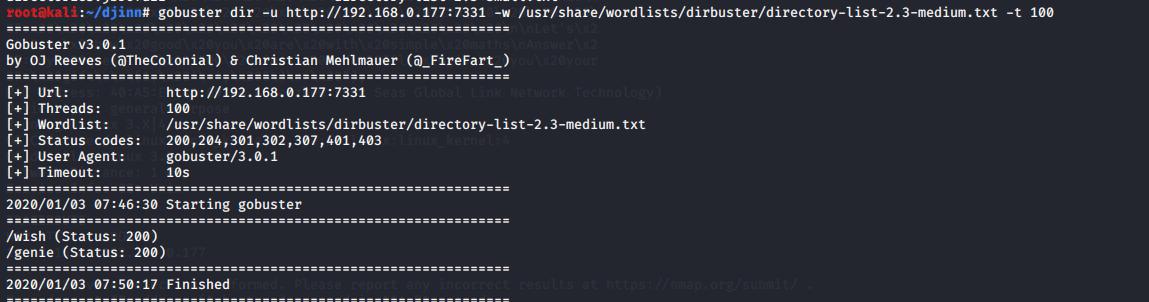 root@kali:~/djinn# gobuster dir -u http://192.168.0.177:7331 -w /usr/share/wordlists/dirbuster/directory-list-2.3-medium.txt -t 100
===============================================================
Gobuster v3.0.1
by OJ Reeves (@TheColonial) & Christian Mehlmauer (@_FireFart_)
===============================================================
[+] Url:            http://192.168.0.177:7331
[+] Threads:        100
[+] Wordlist:       /usr/share/wordlists/dirbuster/directory-list-2.3-medium.txt
[+] Status codes:   200,204,301,302,307,401,403
[+] User Agent:     gobuster/3.0.1
[+] Timeout:        10s
===============================================================
2020/01/03 07:46:30 Starting gobuster
===============================================================
/wish (Status: 200)
/genie (Status: 200)
===============================================================
2020/01/03 07:50:17 Finished
===============================================================